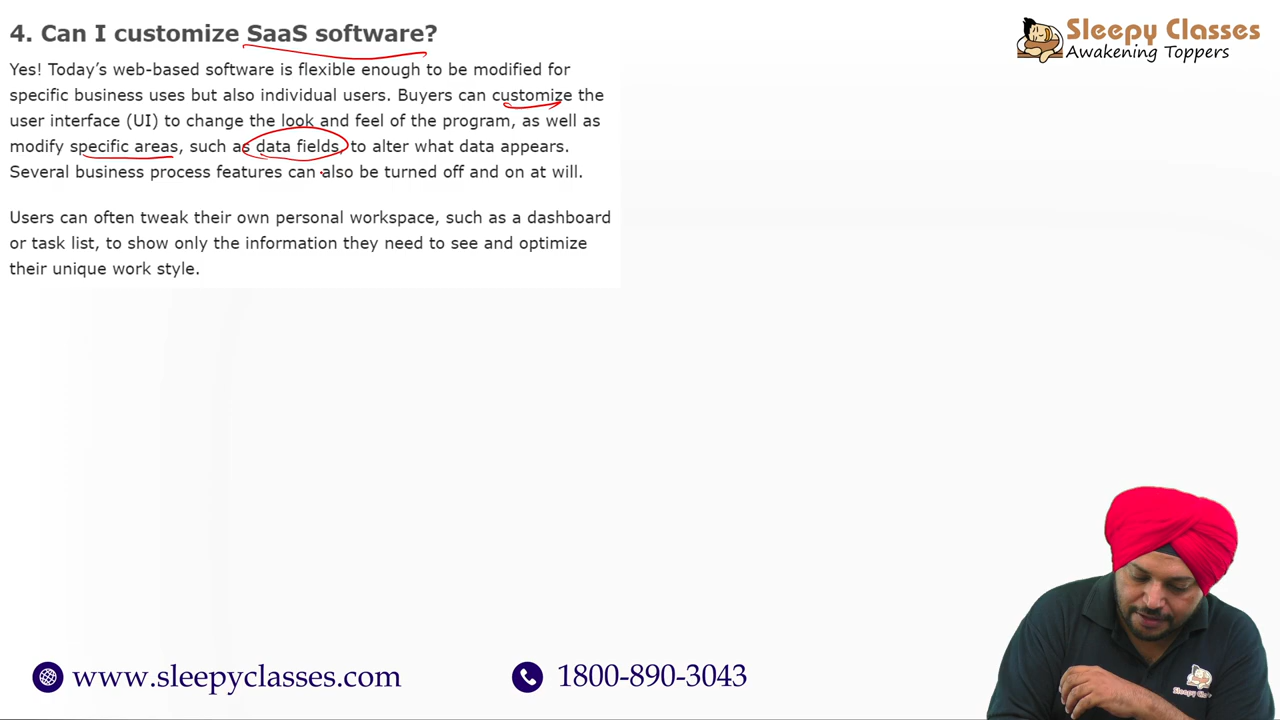 4. Can I customize SaaS software?
Yes! Today’s web-based software is flexible enough to be modified for
specific business uses but also individual users. Buyers can customize the
user interface (UI) to change the look and feel of the program, as well as
modify specific areas, such as data fields, to alter what data appears.
Several business process features can also be turned off and on at will.
Users can often tweak their own personal workspace, such as a dashboard
or task list, to show only the information they need to see and optimize
their unique work style.
Sleepy Classes
Awakening Toppers
www.sleepyclasses.com
1800-890-3043